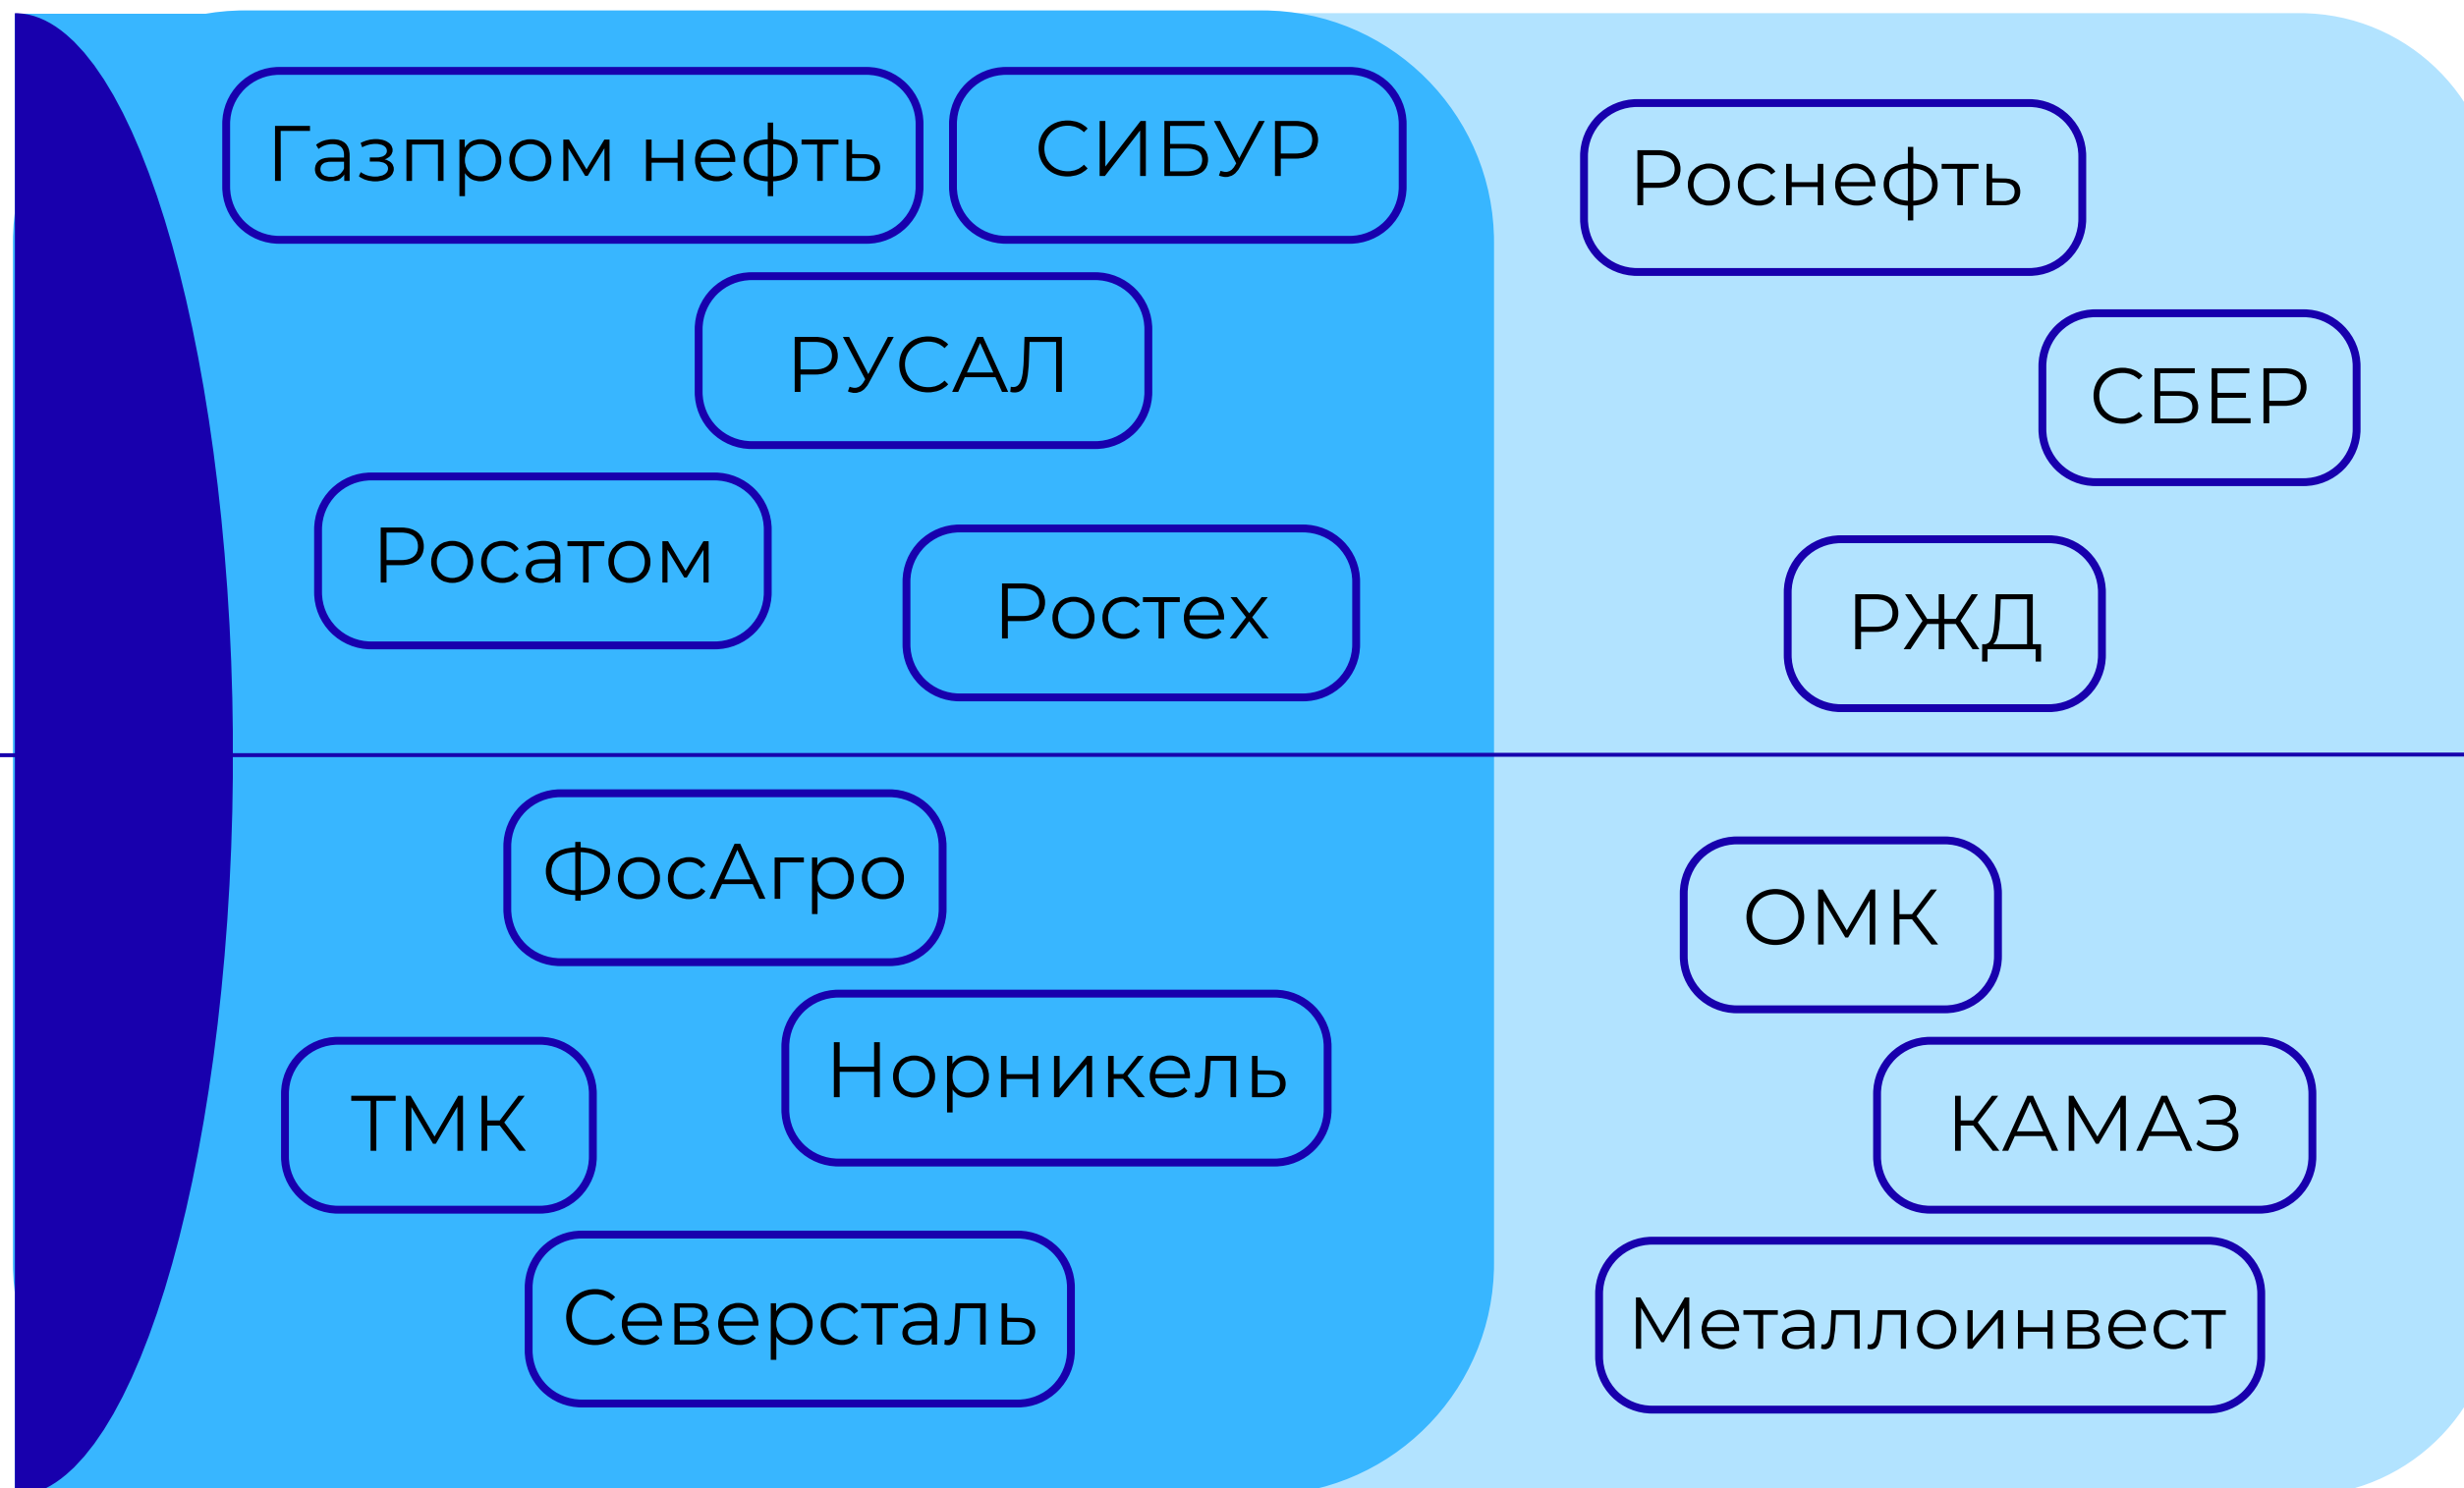 Газпром нефть
СИБУР
Роснефть
РУСАЛ
СБЕР
Росатом
Ростех
РЖД
ФосАгро
ОМК
Норникель
ТМК
КАМАЗ
Северсталь
Металлоинвест